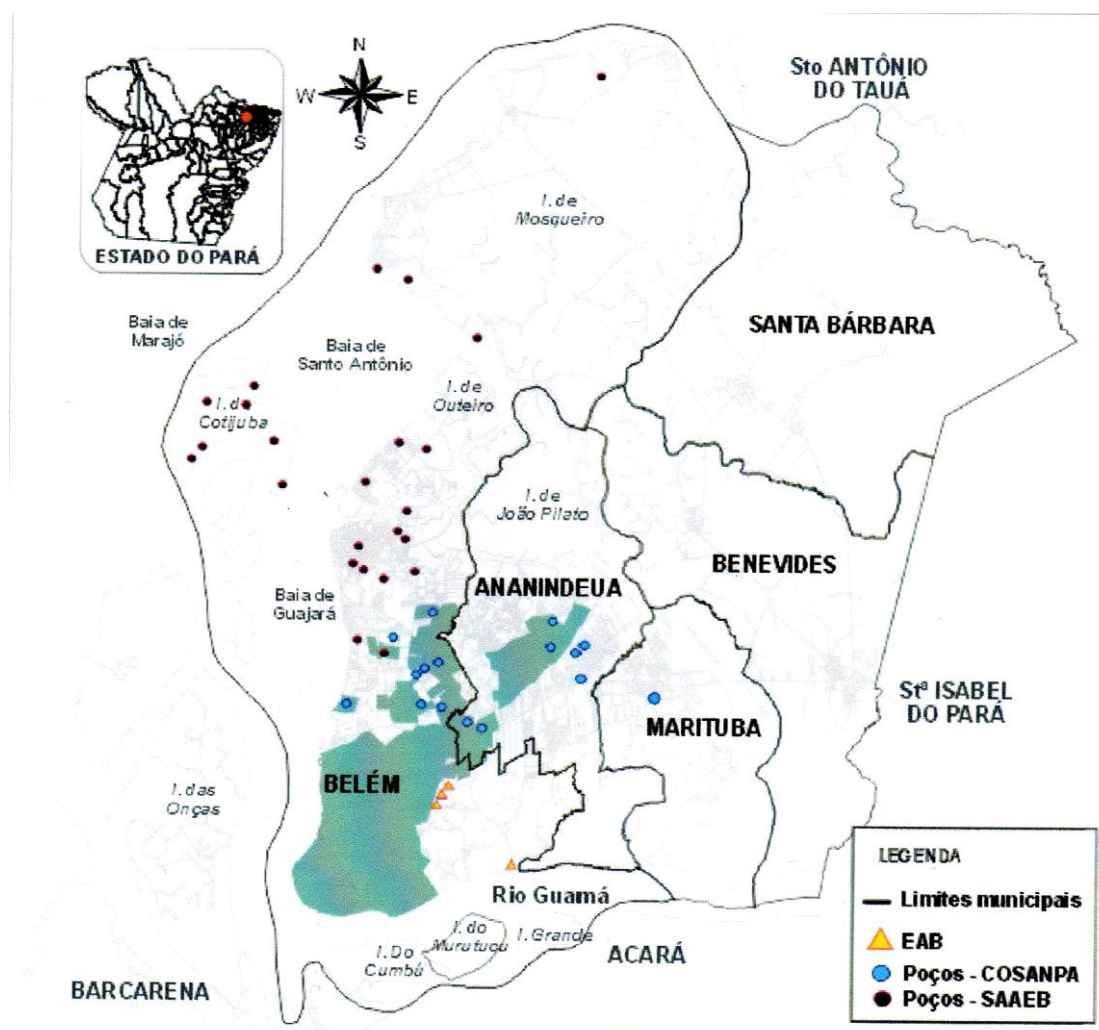 N
W E
S
ESTADO DO PARÁ
Sto ANTÔNIO
DO TAUÁ
I. de
Mosqueiro
Baia de
Marajó
Baia de
Santo Antônio
SANTA BÁRBARA
I. de
Cotijuba
I. de
Outeiro
I. de
João Pilato
BENEVIDES
ANANINDEUA
Baia de
Guajará
Stª ISABEL
DO PARÁ
MARITUBA
BELÉM
I. das
Onças
Rio Guamá
I. do
Murutucu
I. Grande
I. Do
Cumbú
ACARÁ
BARCARENA
LEGENDA
Limites municipais
EAB
Poços - COSANPA
Poços - SAAEB